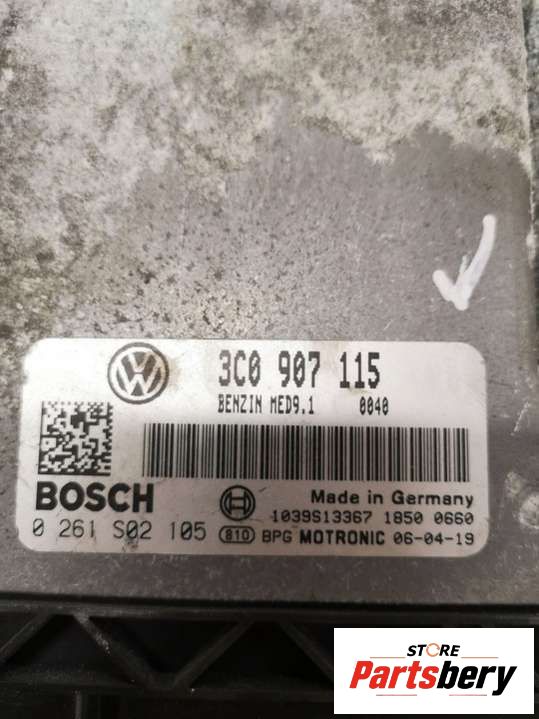 3C0 907 115
BENZIN MED9.1 0040
BOSCH
Made in Germany
1039S13367 1850 0660
0 261 S02 105 810 BPG MOTRONIC 06-04-19
STORE
Partsbery